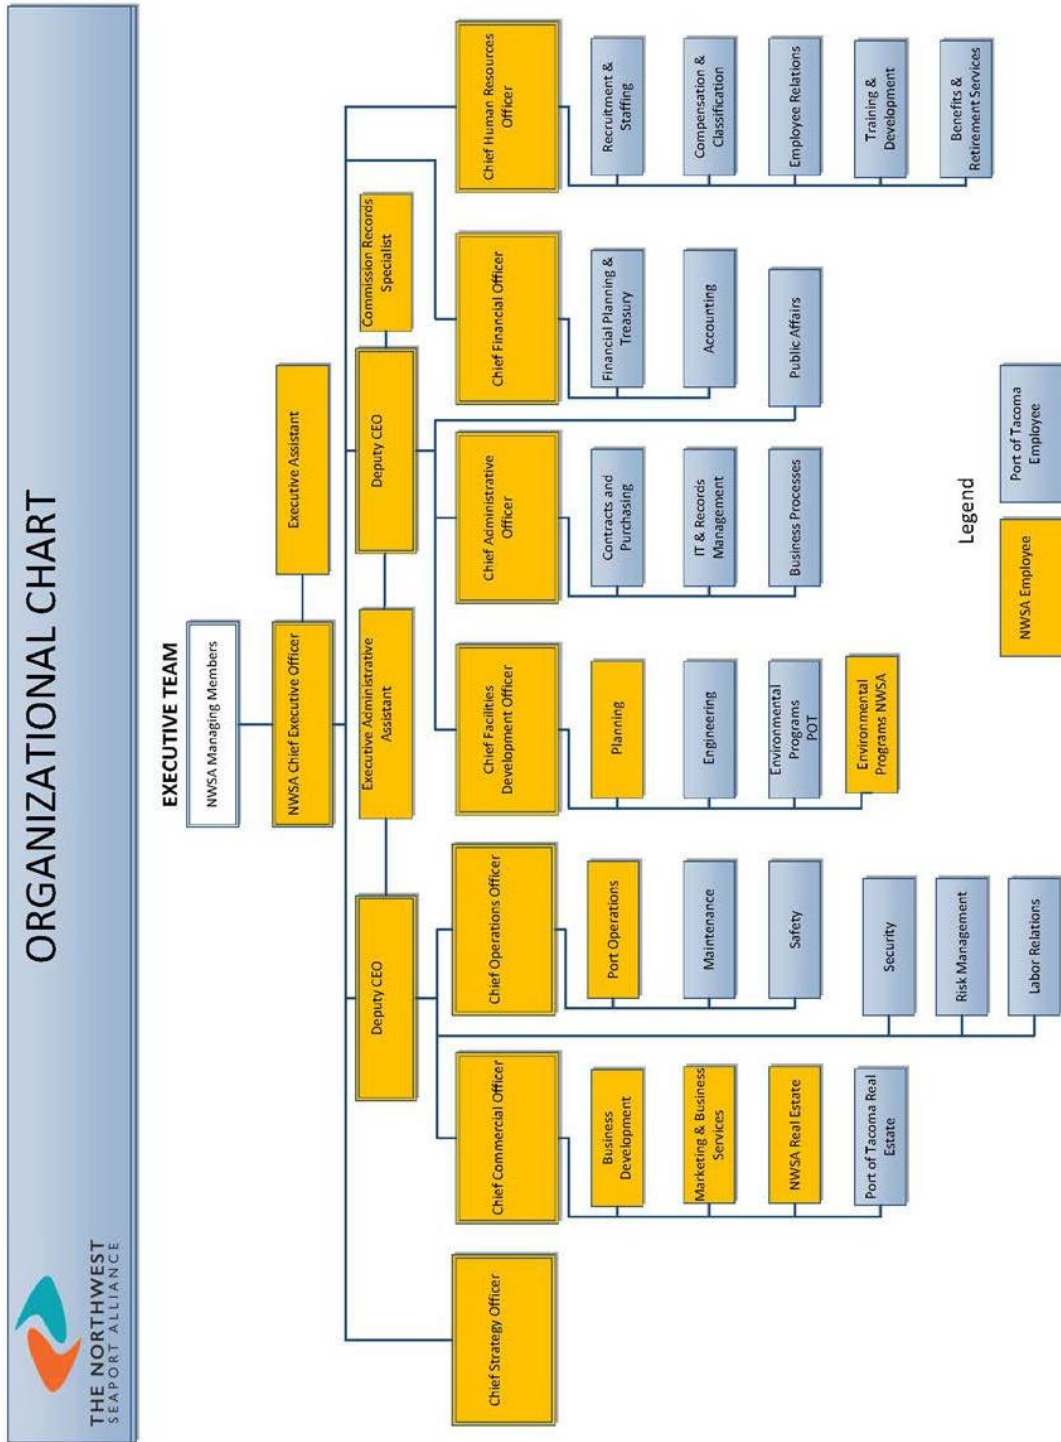 THE NORTHWEST
SEAPORT ALLIANCE
ORGANIZATIONAL CHART
EXECUTIVE TEAM
NWSA Managing Members
NWSA Chief Executive Officer
Executive Assistant
Deputy CEO
Executive Administrative
Assistant
Deputy CEO
Commission Records
Specialist
Chief Strategy Officer
Chief Commercial Officer
Chief Operations Officer
Chief Facilities
Development Officer
Chief Administrative
Officer
Chief Financial Officer
Chief Human Resources
Officer
Business
Development
Marketing & Business
Services
NWSA Real Estate
Port of Tacoma Real
Estate
Port Operations
Maintenance
Safety
Security
Risk Management
Labor Relations
Planning
Engineering
Environmental
Programs
POT
Environmental
Programs NWSA
Contracts and
Purchasing
IT & Records
Management
Business Processes
Financial Planning &
Treasury
Accounting
Public Affairs
Recruitment &
Staffing
Compensation &
Classification
Employee Relations
Training &
Development
Benefits &
Retirement Services
Legend
NWSA Employee
Port of Tacoma
Employee